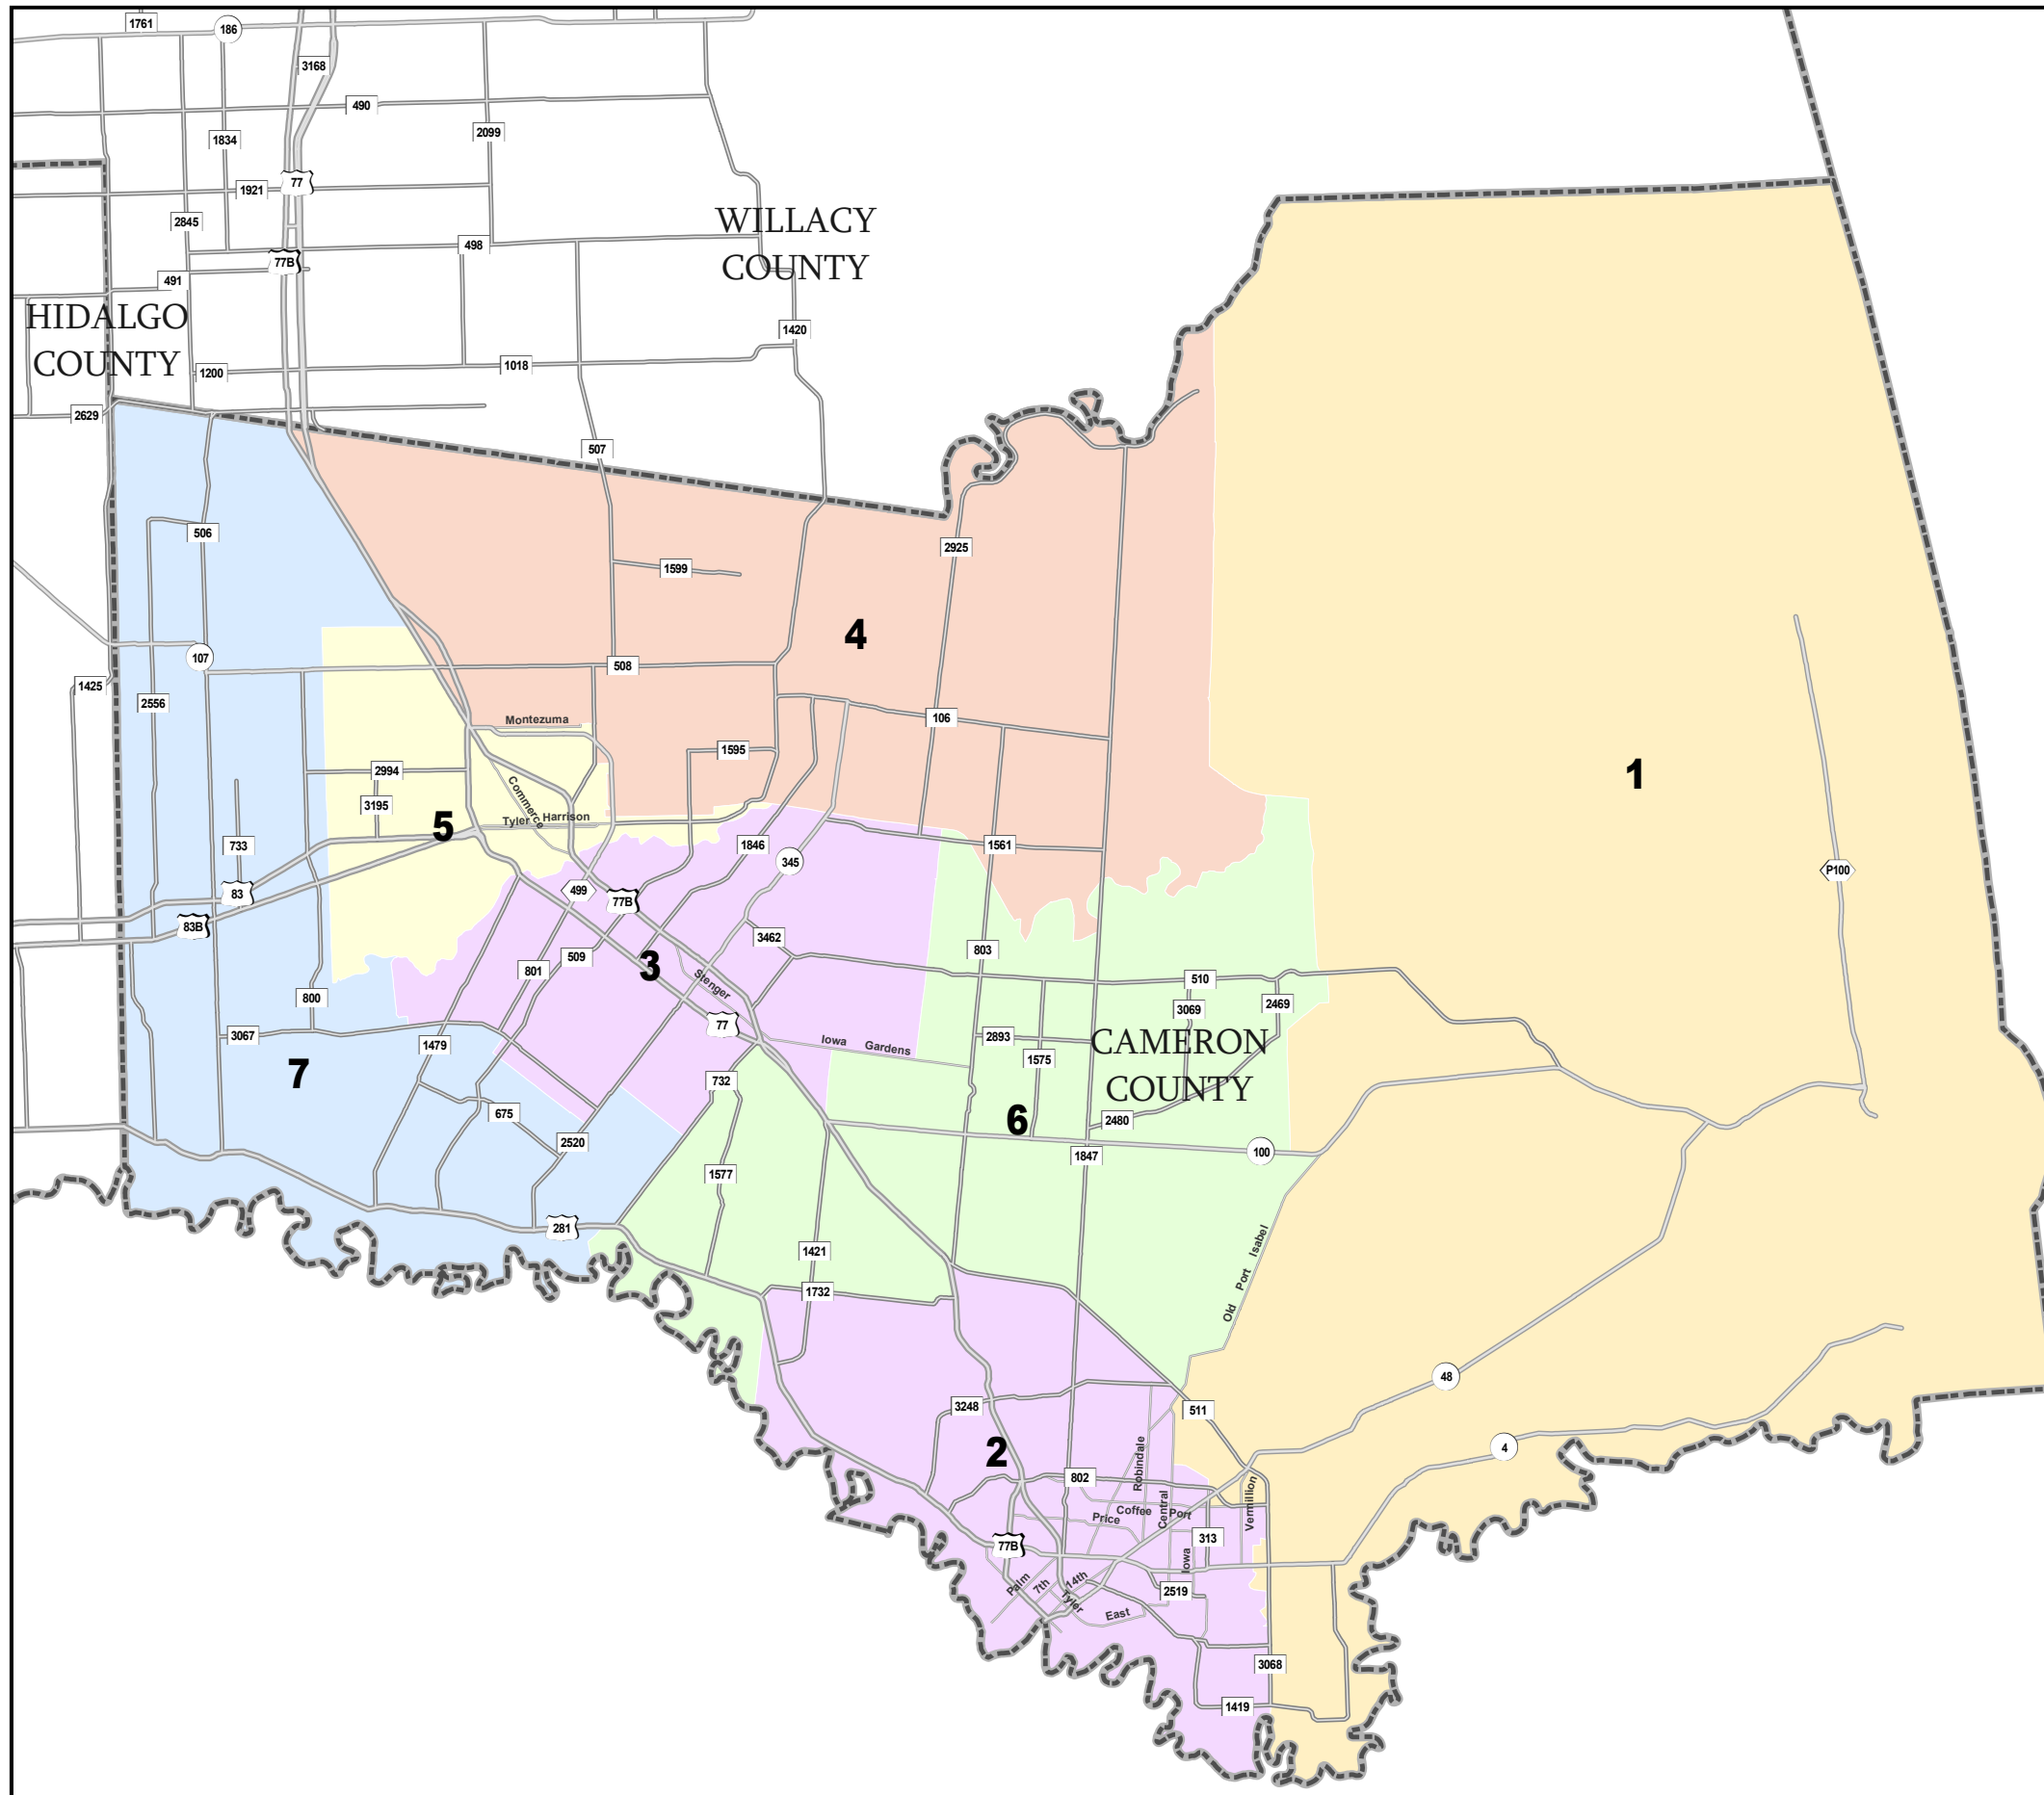 1761
186
3168
490
2099
1834
77
1921
2845
WILLACY
COUNTY
498
77B
491
HIDALGO
COUNTY
1420
1200
1018
2629
507
506
2925
1599
4
107
508
1425
2556
106
Montezuma
1595
1
2994
3195
Commerce
Tyler
Harrison
5
733
1846
345
1561
P100
83
499
77B
83B
803
3462
509
3
801
510
Stenger
800
3069
2469
77
3067
2893
1479
Iowa Gardens
CAMERON
COUNTY
1575
7
732
675
6
2480
2520
100
1847
1577
281
1421
Old Port Isabel
1732
48
3248
511
2
4
Robindale
802
Central
Coffee Port
Price
Vermillion
313
77B
Iowa
Palm
7th
14th
Tyler
2519
East
3068
1419